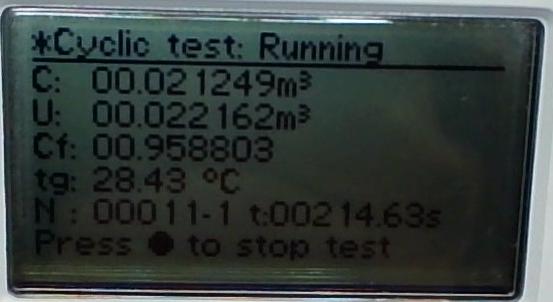 *Cyclic test: Running
C: 00.021249m³
U: 00.022162m³
Cf: 00.958803
tg: 28.43 °C
N : 00011-1 t:00214.63s
Press ● to stop test